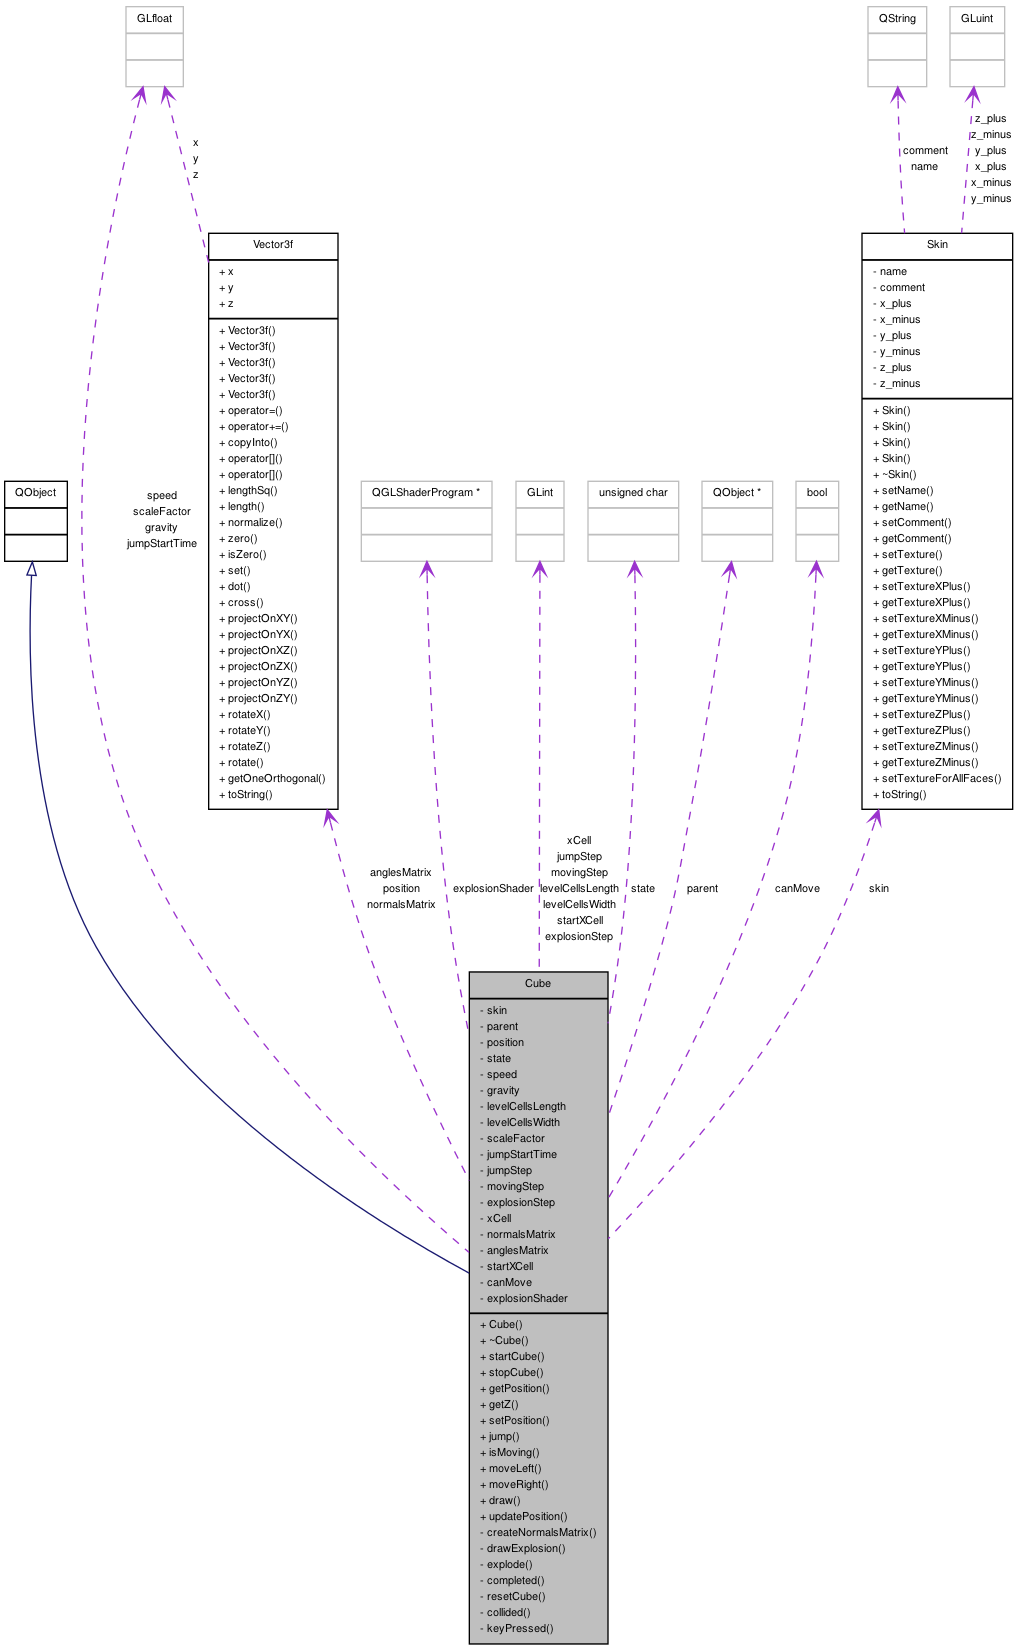 GLfloat
QString
GLuint
x
y
z
comment
name
z_plus
z_minus
y_plus
x_plus
x_minus
y_minus
Vector3f
+ x
+ y
+ z
+ Vector3f()
+ Vector3f()
+ Vector3f()
+ Vector3f()
+ Vector3f()
+ operator=()
+ operator+=()
+ copyInto()
+ operator[]()
+ operator[]()
+ lengthSq()
+ length()
+ normalize()
+ zero()
+ isZero()
+ set()
+ dot()
+ cross()
+ projectOnXY()
+ projectOnYX()
+ projectOnXZ()
+ projectOnZX()
+ projectOnYZ()
+ projectOnZY()
+ rotateX()
+ rotateY()
+ rotateZ()
+ rotate()
+ getOneOrthogonal()
+ toString()
Skin
- name
- comment
- x_plus
- x_minus
- y_plus
- y_minus
- z_plus
- z_minus
+ Skin()
+ Skin()
+ Skin()
+ Skin()
+ ~Skin()
+ setName()
+ getName()
+ setComment()
+ getComment()
+ setTexture()
+ getTexture()
+ setTextureXPlus()
+ getTextureXPlus()
+ setTextureXMinus()
+ getTextureXMinus()
+ setTextureYPlus()
+ getTextureYPlus()
+ setTextureYMinus()
+ getTextureYMinus()
+ setTextureZPlus()
+ getTextureZPlus()
+ setTextureZMinus()
+ getTextureZMinus()
+ setTextureForAllFaces()
+ toString()
QObject
speed
scaleFactor
gravity
jumpStartTime
QGLShaderProgram *
GLint
unsigned char
QObject *
bool
anglesMatrix
position
normalsMatrix
explosionShader
xCell
jumpStep
movingStep
levelCellsLength
levelCellsWidth
startXCell
explosionStep
state
parent
canMove
skin
Cube
- skin
- parent
- position
- state
- speed
- gravity
- levelCellsLength
- levelCellsWidth
- scaleFactor
- jumpStartTime
- jumpStep
- movingStep
- explosionStep
- xCell
- normalsMatrix
- anglesMatrix
- startXCell
- canMove
- explosionShader
+ Cube()
+ ~Cube()
+ startCube()
+ stopCube()
+ getPosition()
+ getZ()
+ setPosition()
+ jump()
+ isMoving()
+ moveLeft()
+ moveRight()
+ draw()
+ updatePosition()
- createNormalsMatrix()
- drawExplosion()
- explode()
- completed()
- resetCube()
- collided()
- keyPressed()